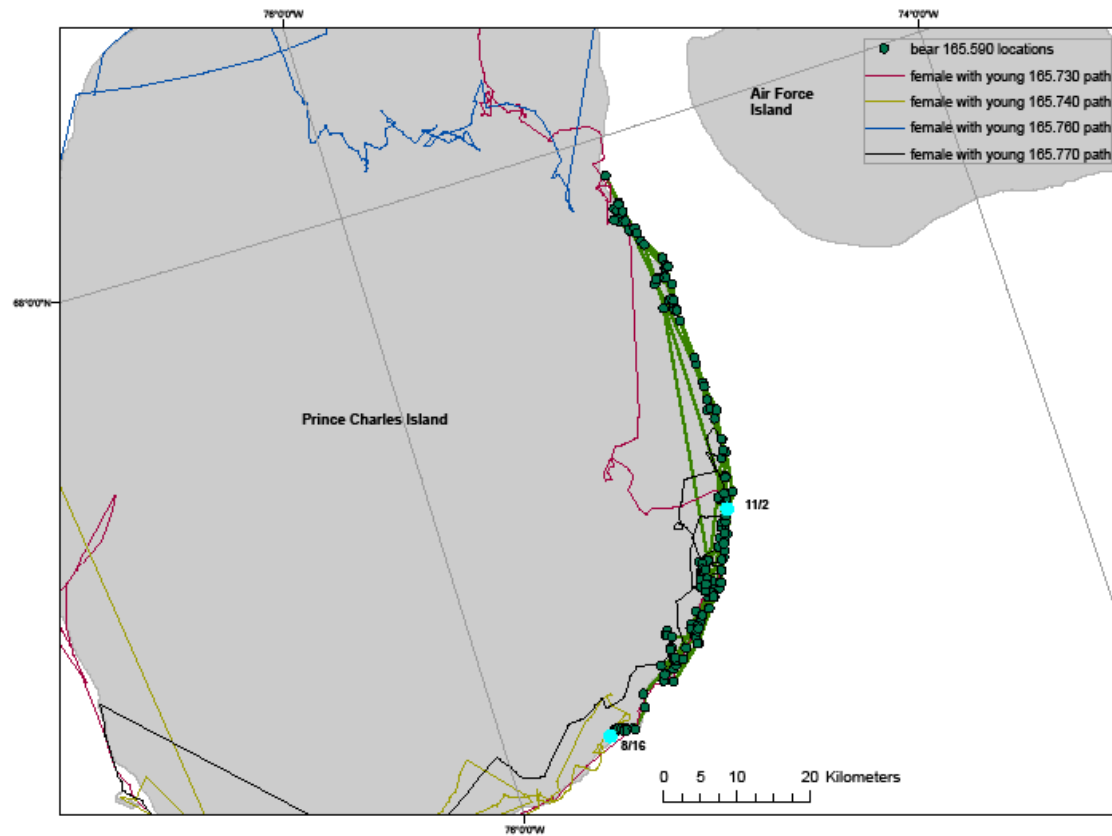 76°0'0"W
74°0'0"W
bear 165.590 locations
female with young 165.730 path
female with young 165.740 path
female with young 165.760 path
female with young 165.770 path
Air Force
Island
68°0'0"N
Prince Charles Island
11/2
8/16
0 5 10 20 Kilometers
76°0'0"W